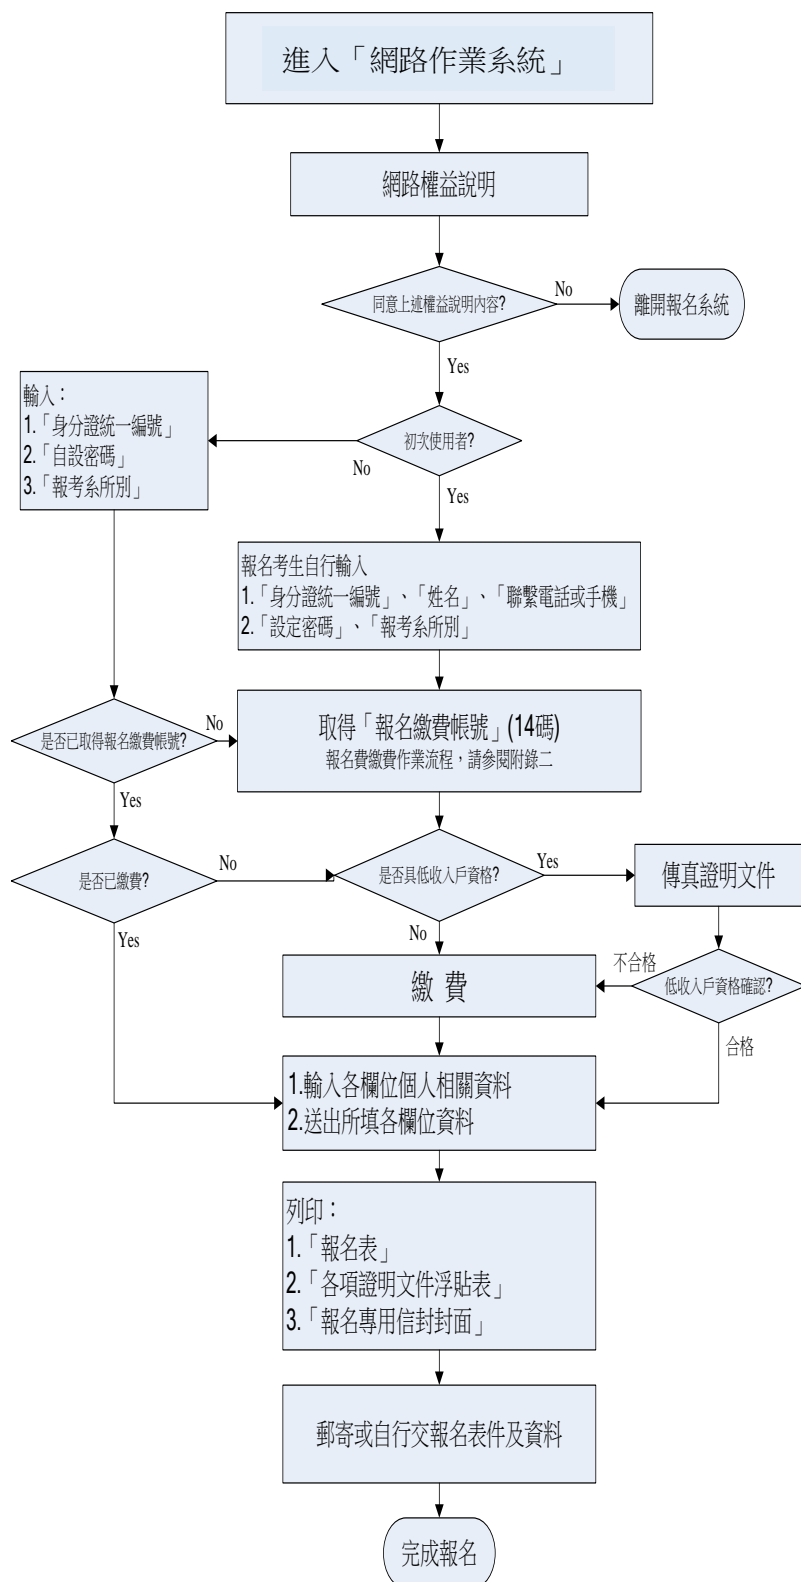 進入「網路作業系統」
網路權益說明
同意上述權益說明內容?
No
離開報名系統
Yes
輸入：
1.「身分證統一編號」
2.「自設密碼」
3.「報考系所別」
初次使用者?
No
Yes
報名考生自行輸入
1.「身分證統一編號」、「姓名」、「聯繫電話或手機」
2.「設定密碼」、「報考系所別」
是否已取得報名繳費帳號?
No
取得「報名繳費帳號」(14碼)
報名費繳費作業流程，請參閱附錄二
Yes
是否已繳費?
No
是否具低收入戶資格?
Yes
傳真證明文件
Yes
No
繳 費
不合格
低收入戶資格確認?
合格
1.輸入各欄位個人相關資料
2.送出所填各欄位資料
列印：
1.「報名表」
2.「各項證明文件浮貼表」
3.「報名專用信封封面」
郵寄或自行交報名表件及資料
完成報名